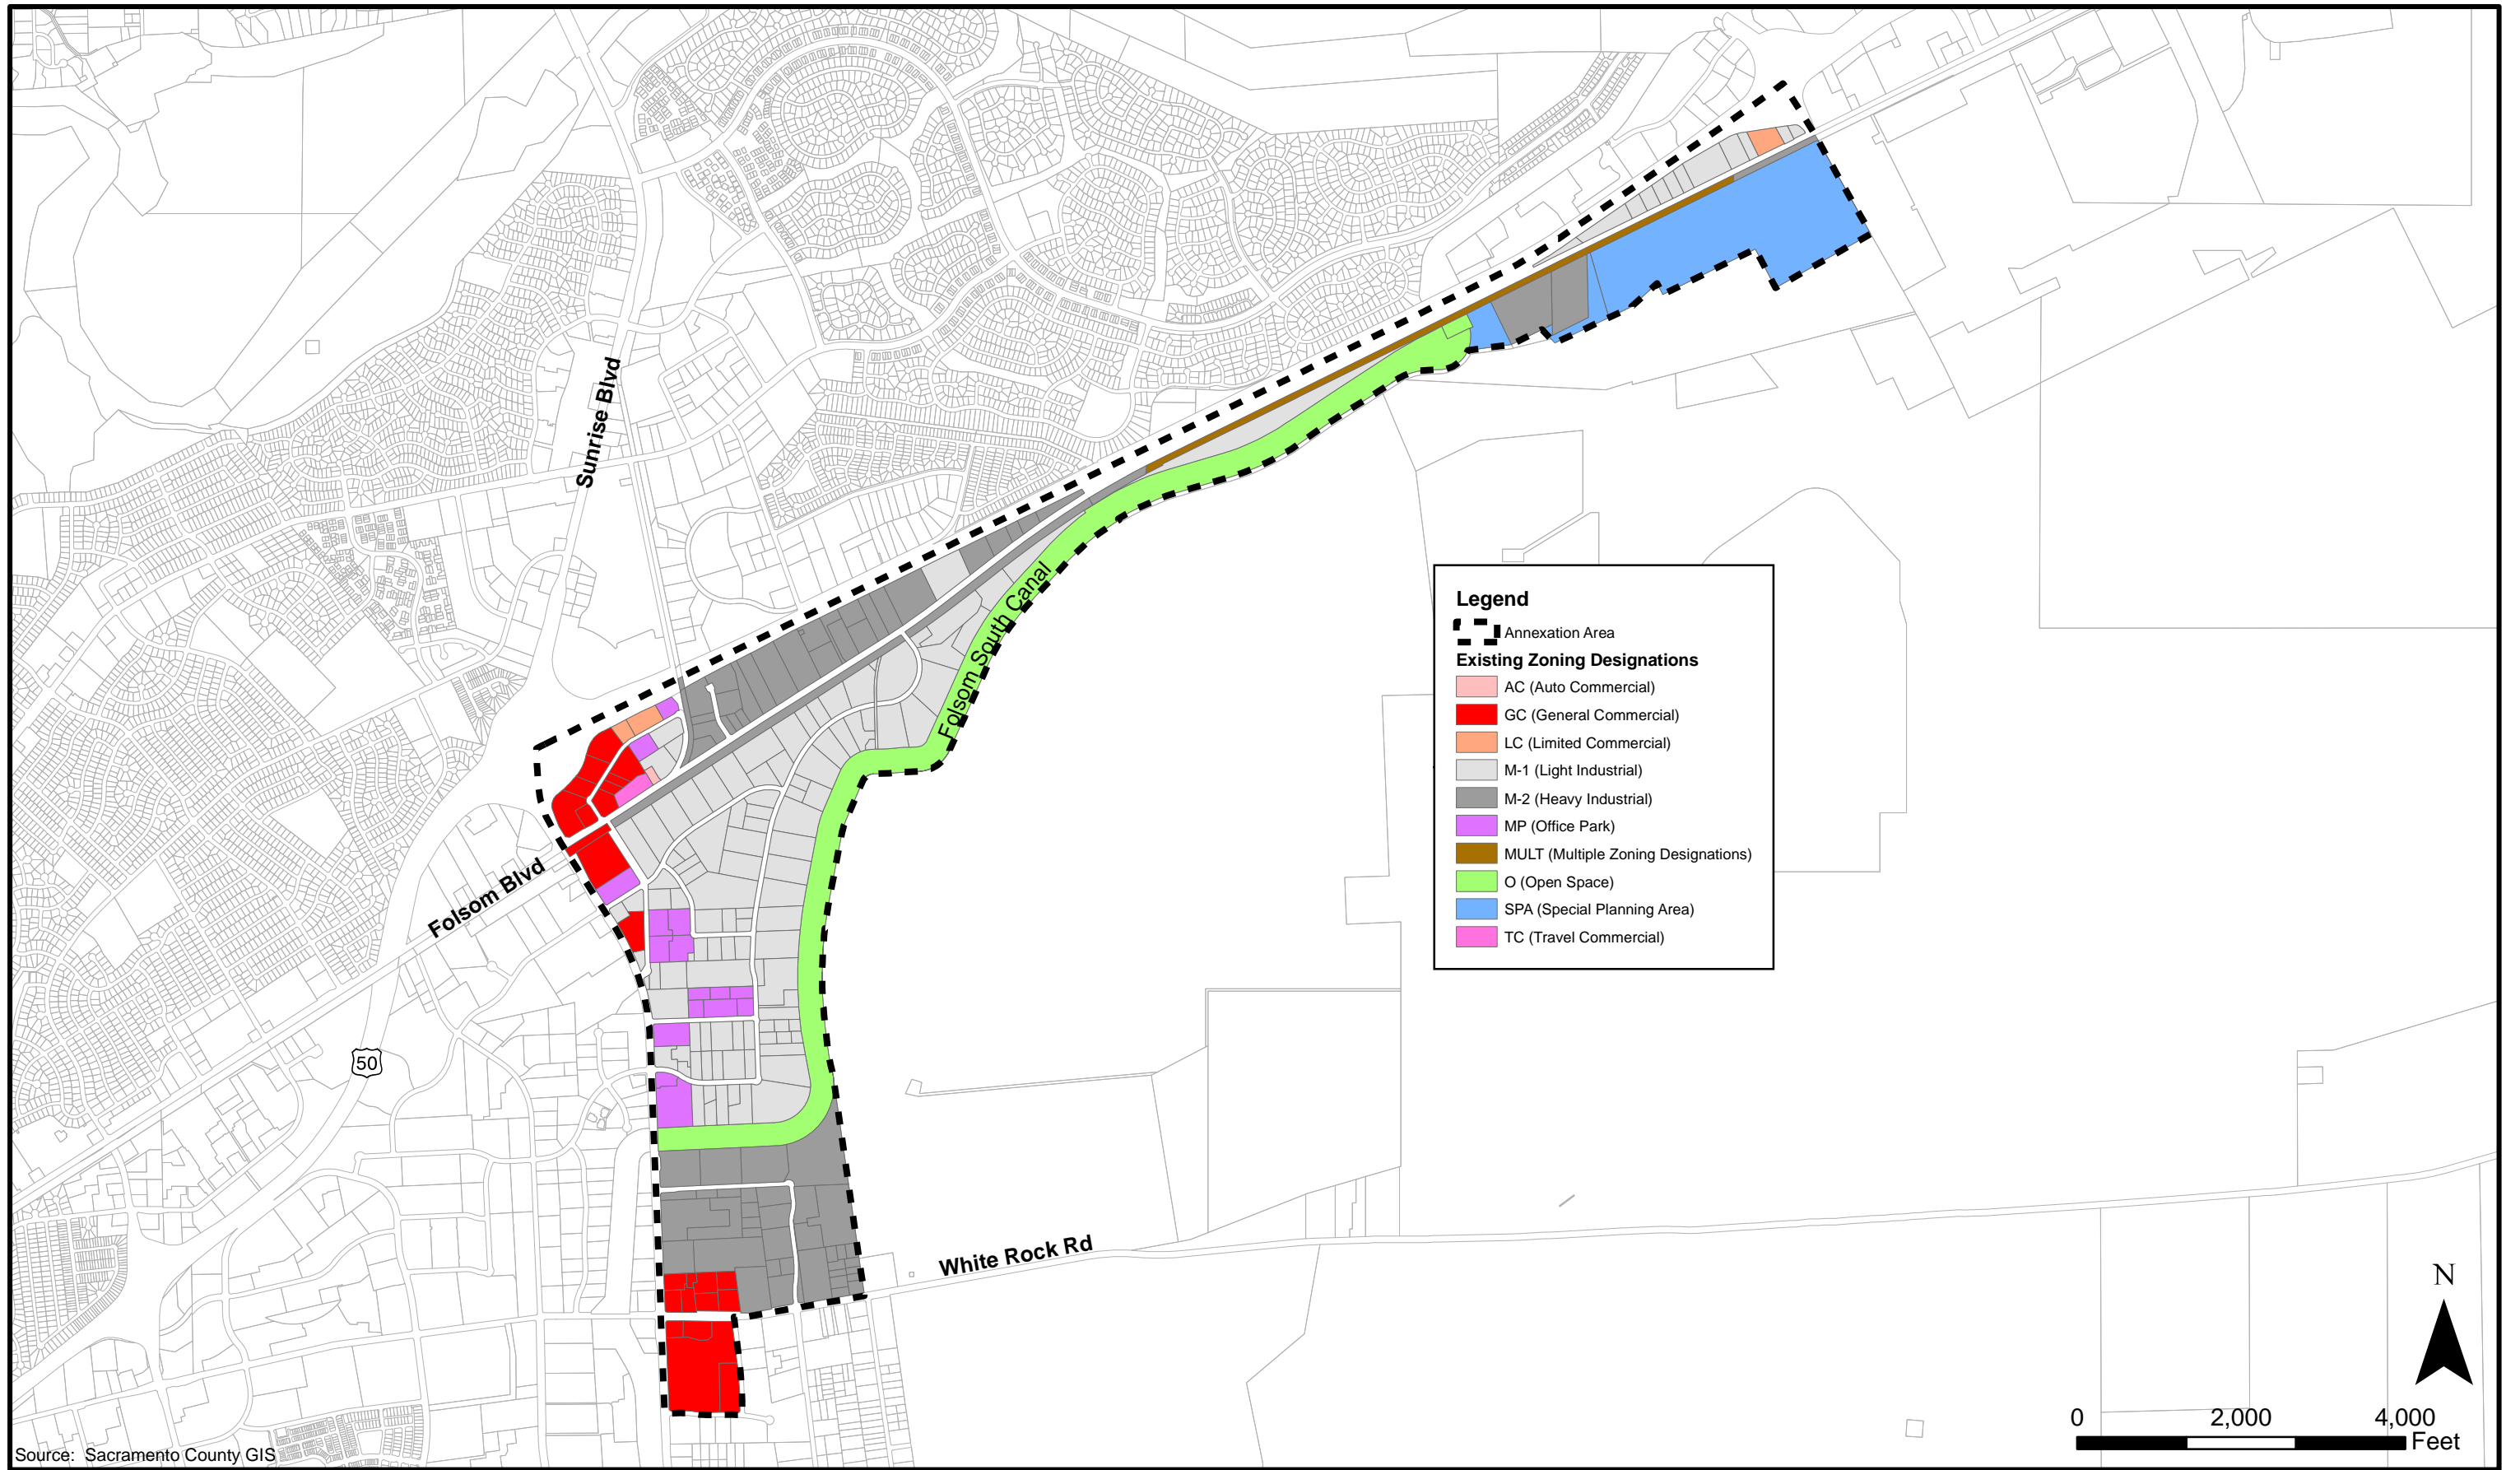 Sunrise Blvd
Folsom South Canal
Folsom Blvd
50
White Rock Rd
Legend
Annexation Area
Existing Zoning Designations
AC (Auto Commercial)
GC (General Commercial)
LC (Limited Commercial)
M-1 (Light Industrial)
M-2 (Heavy Industrial)
MP (Office Park)
MULT (Multiple Zoning Designations)
O (Open Space)
SPA (Special Planning Area)
TC (Travel Commercial)
N
0 2,000 4,000
Feet
Source: Sacramento County GIS